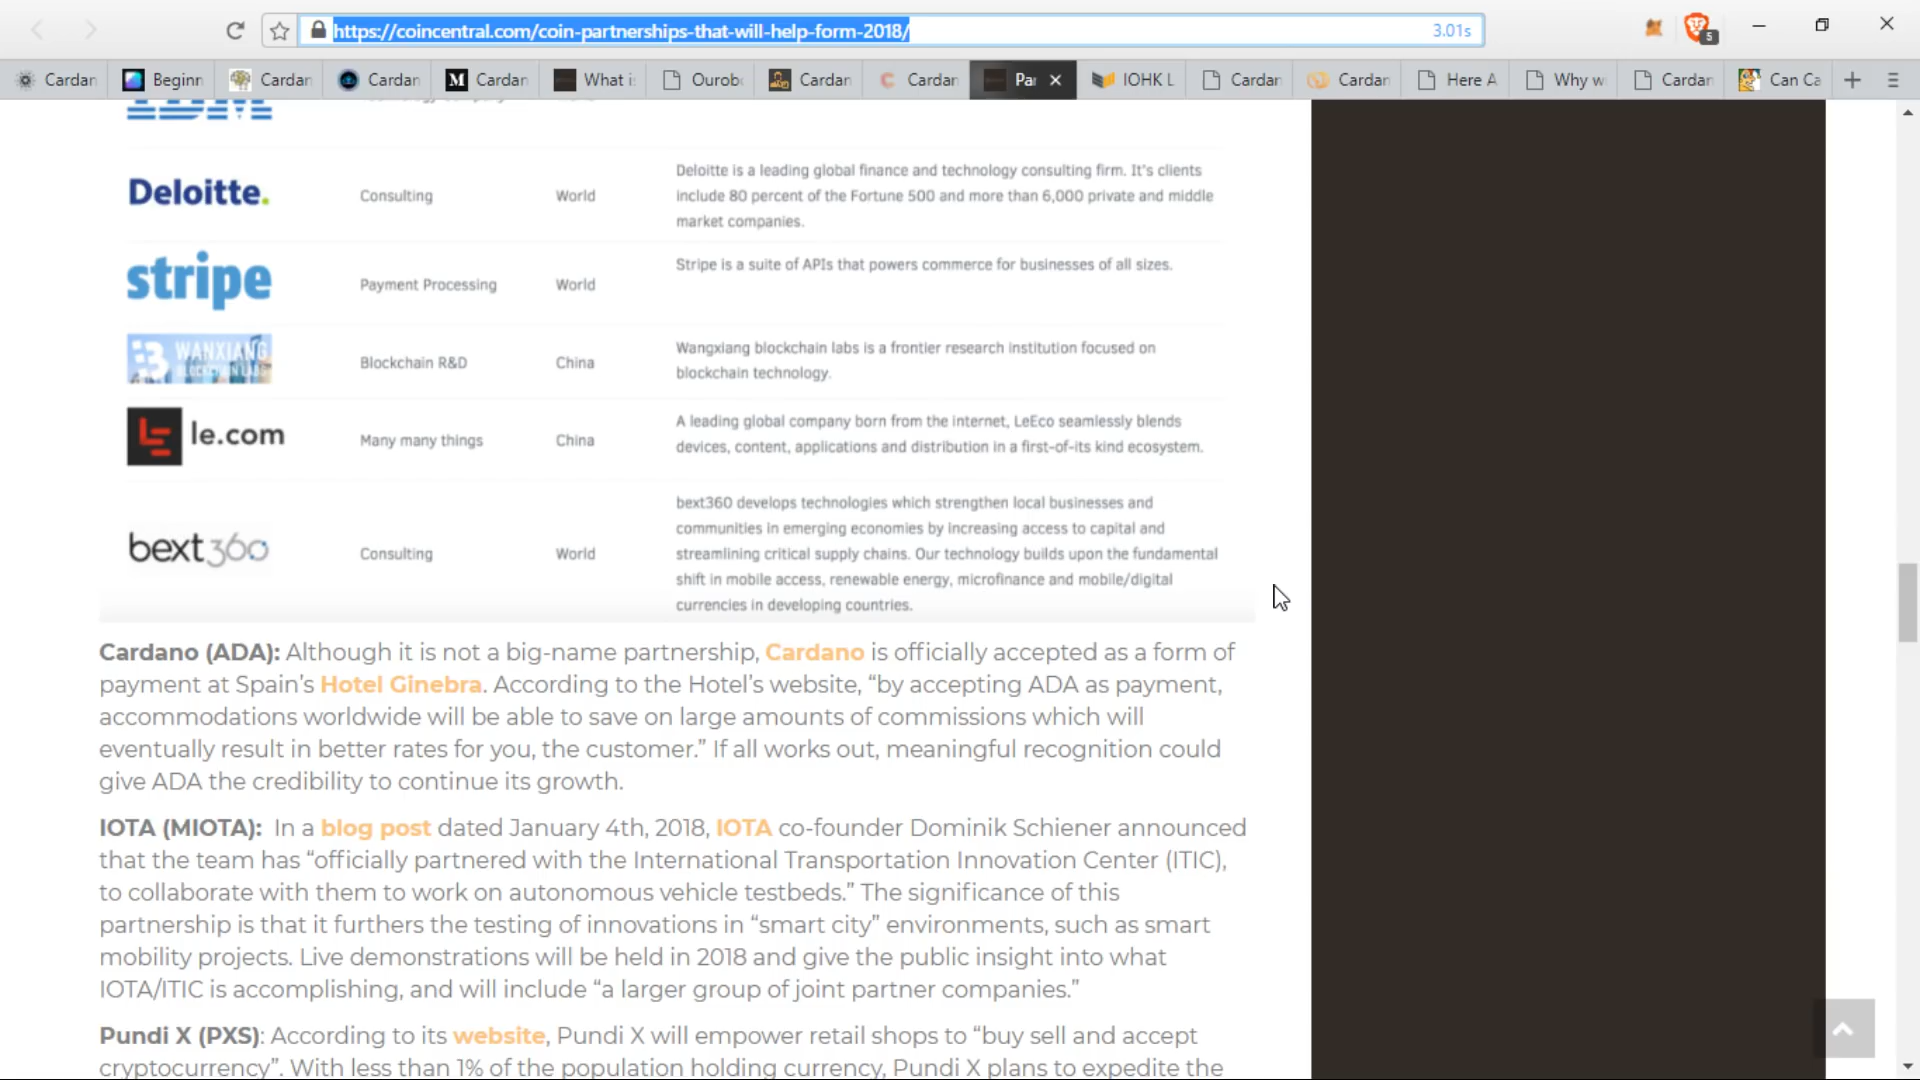 https://coincentral.com/coin-partnerships-that-will-help-form-2018/ 3.01s
5
Cardan Beginn Cardan Cardan Cardan What i Ourob Cardan Cardan Par IOHK L Cardan Cardan Here A Why w Cardan Can Ca
IBM
Deloitte. Consulting World Deloitte is a leading global finance and technology consulting firm. It's clients
include 80 percent of the Fortune 500 and more than 6,000 private and middle
market companies.
stripe Payment Processing World Stripe is a suite of APIs that powers commerce for businesses of all sizes.
WANXIANG
BLOCKCHAIN LABS
Blockchain R&D China Wangxiang blockchain labs is a frontier research institution focused on
blockchain technology.
le.com Many many things China A leading global company born from the internet, LeEco seamlessly blends
devices, content, applications and distribution in a first-of-its kind ecosystem.
bext360 Consulting World bext360 develops technologies which strengthen local businesses and
communities in emerging economies by increasing access to capital and
streamlining critical supply chains. Our technology builds upon the fundamental
shift in mobile access, renewable energy, microfinance and mobile/digital
currencies in developing countries.
Cardano (ADA): Although it is not a big-name partnership, Cardano is officially accepted as a form of
payment at Spain’s Hotel Ginebra. According to the Hotel’s website, “by accepting ADA as payment,
accommodations worldwide will be able to save on large amounts of commissions which will
eventually result in better rates for you, the customer.” If all works out, meaningful recognition could
give ADA the credibility to continue its growth.
IOTA (MIOTA): In a blog post dated January 4th, 2018, IOTA co-founder Dominik Schiener announced
that the team has “officially partnered with the International Transportation Innovation Center (ITIC),
to collaborate with them to work on autonomous vehicle testbeds.” The significance of this
partnership is that it furthers the testing of innovations in “smart city” environments, such as smart
mobility projects. Live demonstrations will be held in 2018 and give the public insight into what
IOTA/ITIC is accomplishing, and will include “a larger group of joint partner companies.”
Pundi X (PXS): According to its website, Pundi X will empower retail shops to “buy sell and accept
cryptocurrency”. With less than 1% of the population holding currency, Pundi X plans to expedite the